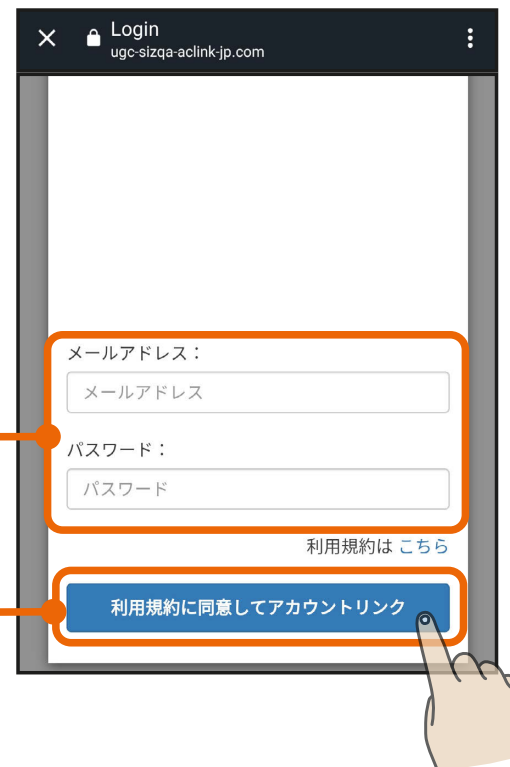 Login
ugc-sizqa-aclink-jp.com
メールアドレス：
メールアドレス
パスワード：
パスワード
利用規約は こちら
利用規約に同意してアカウントリンク